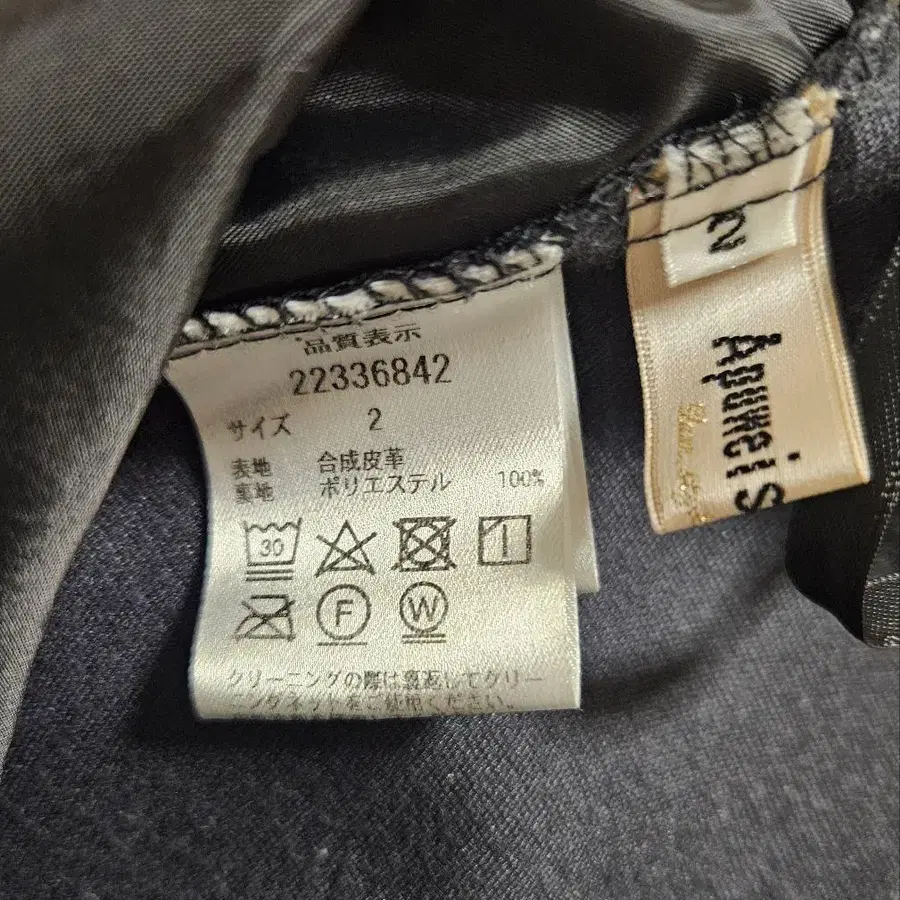 品質表示
22336842
サイズ 2
表地 合成皮革
裏地 ポリエステル 100%
30
F W
クリーニングの際は裏返してクリー
ニングネットをご使用ください。
2
Apuweiser